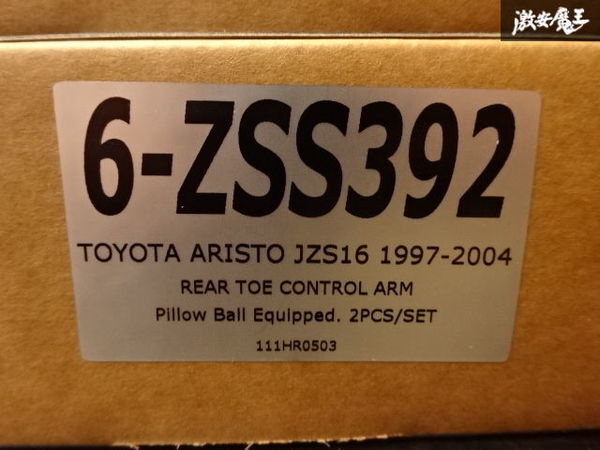 激安魔王
6-ZSS392
TOYOTA ARISTO JZS16 1997-2004
REAR TOE CONTROL ARM
Pillow Ball Equipped. 2PCS/SET
111HR0503